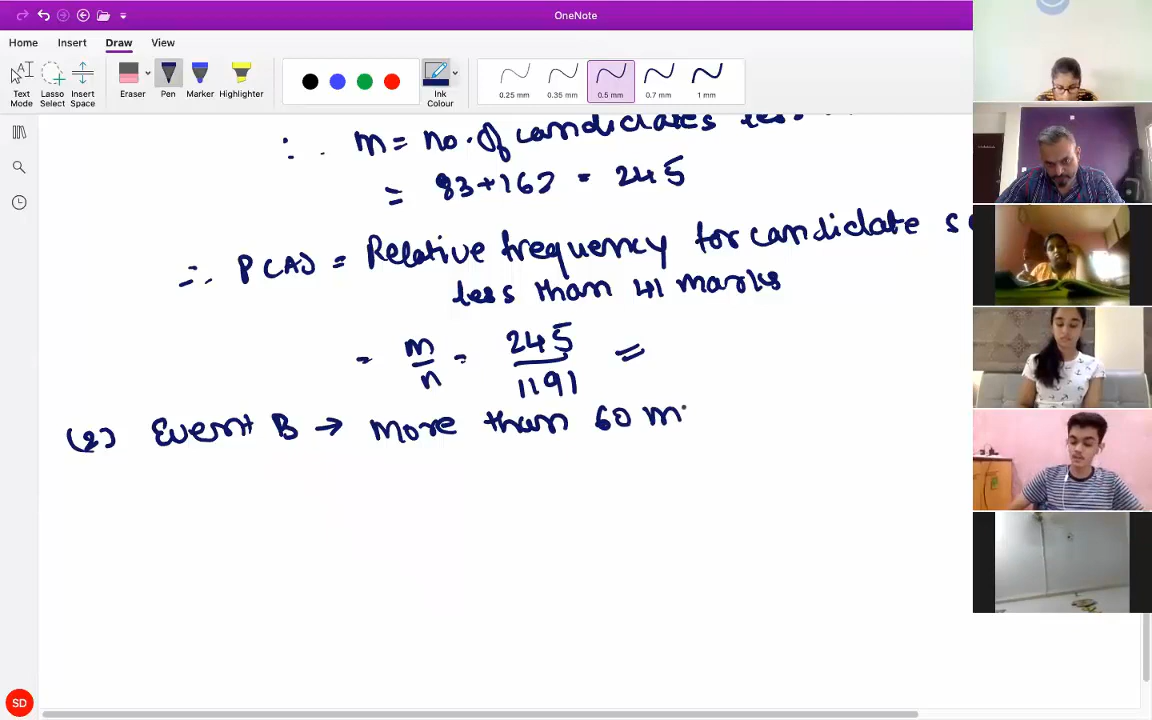 OneNote
Home Insert Draw View
Text Mode
Lasso Select
Insert Space
Eraser
Pen
Marker
Highlighter
Ink Colour
0.25 mm
0.35 mm
0.5 mm
0.7 mm
1 mm
∴ m = no. of candidates less
= 83+162 = 245
∴ P(A) = Relative frequency for candidate s
less than 41 marks
= m/n = 245/1191 =
(2) Event B → more than 60 m
SD